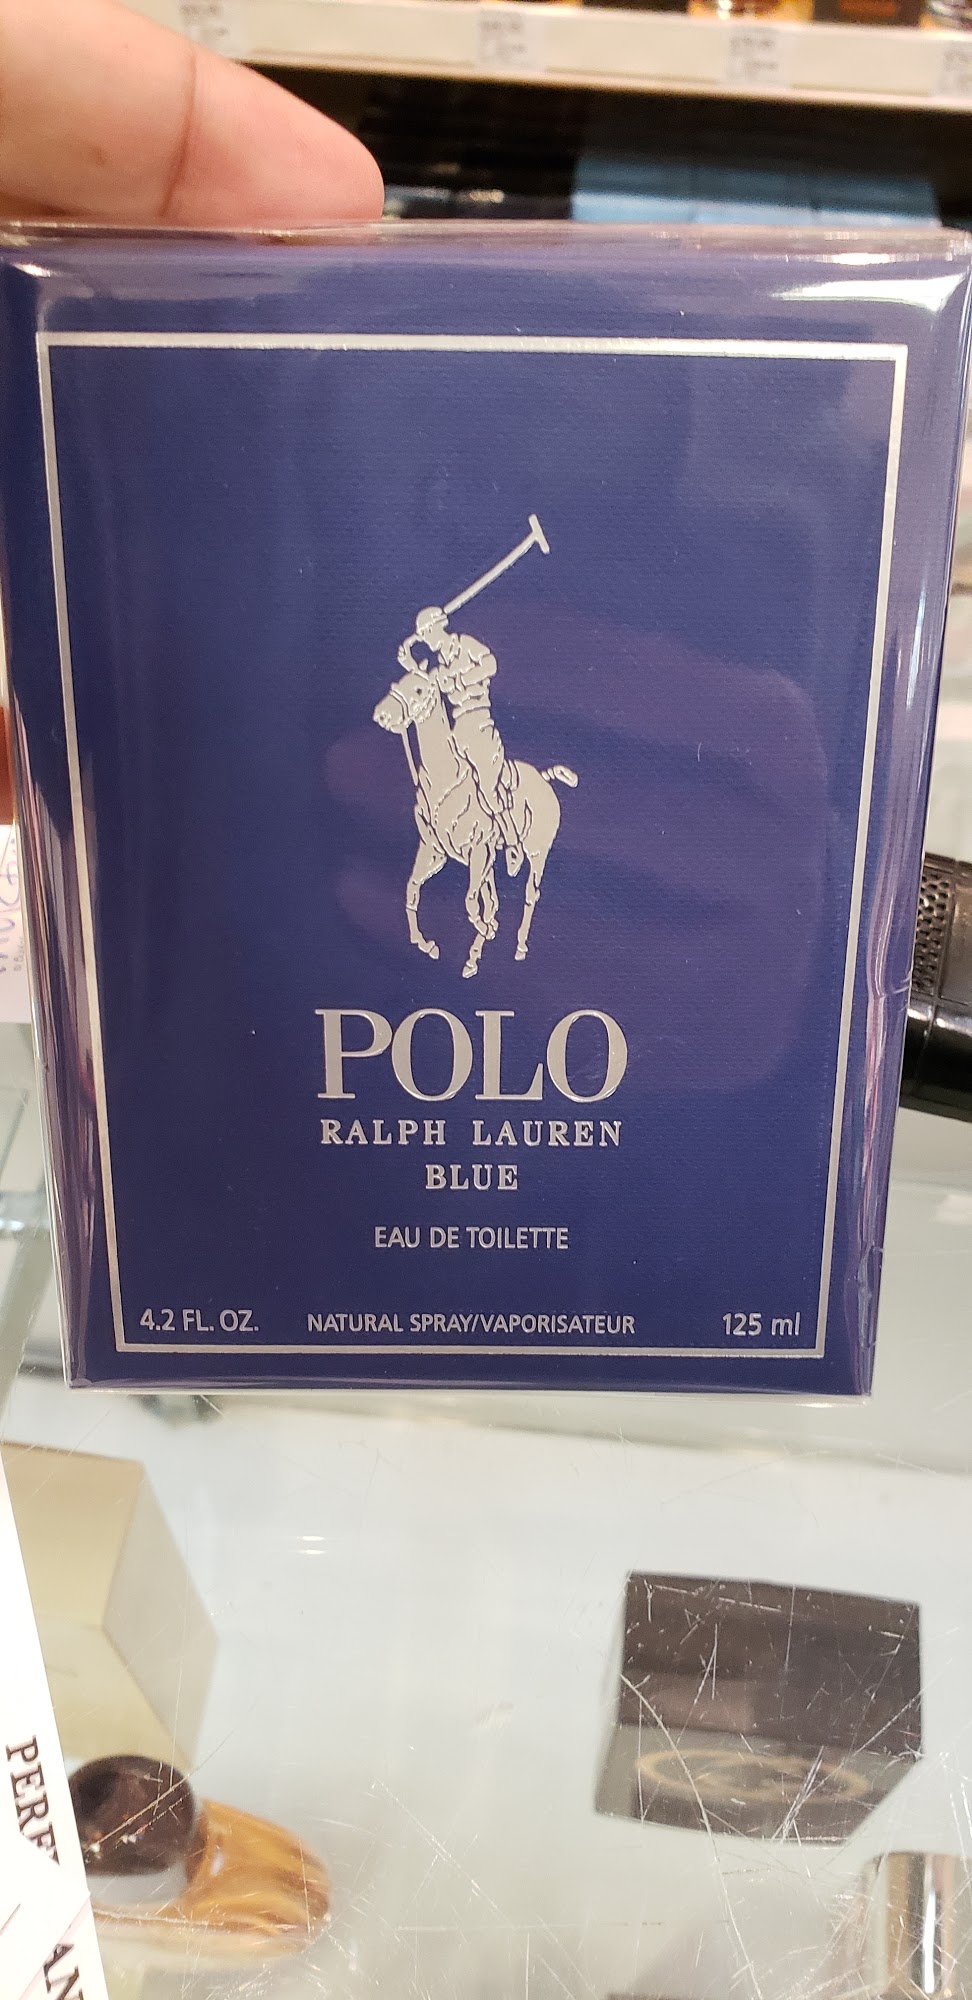 POLO
RALPH LAUREN
BLUE
EAU DE TOILETTE
4.2 FL. OZ. NATURAL SPRAY/VAPORISATEUR 125 ml